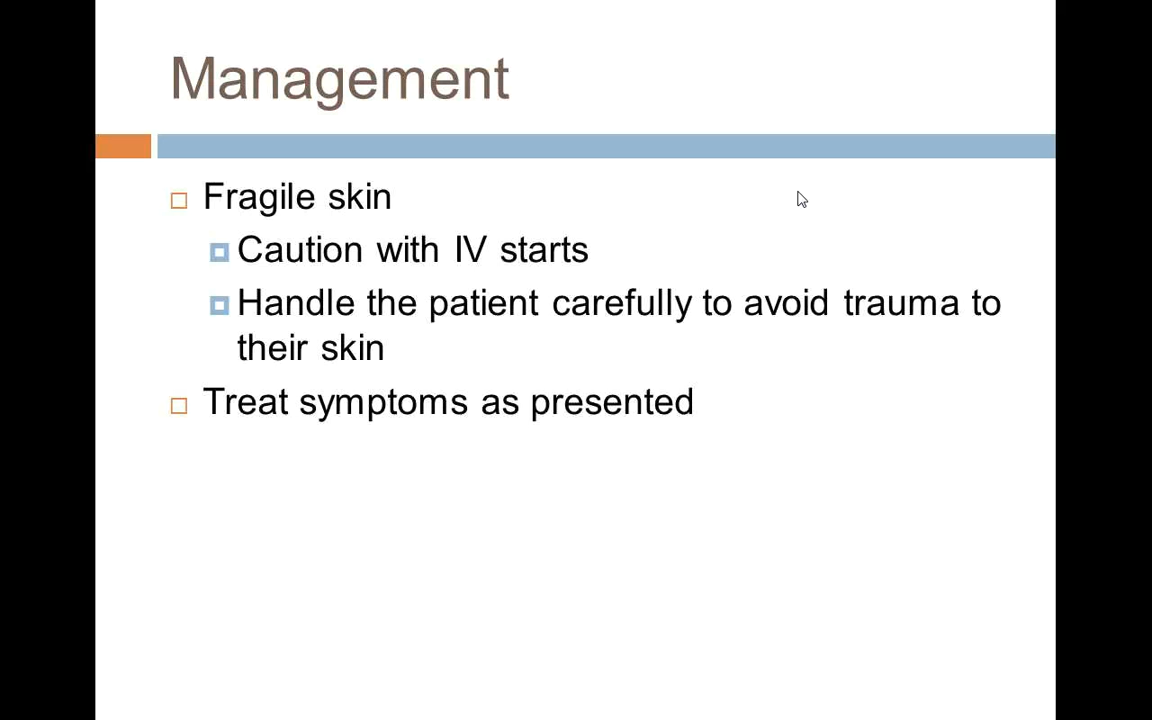 Management
Fragile skin
Caution with IV starts
Handle the patient carefully to avoid trauma to
their skin
Treat symptoms as presented